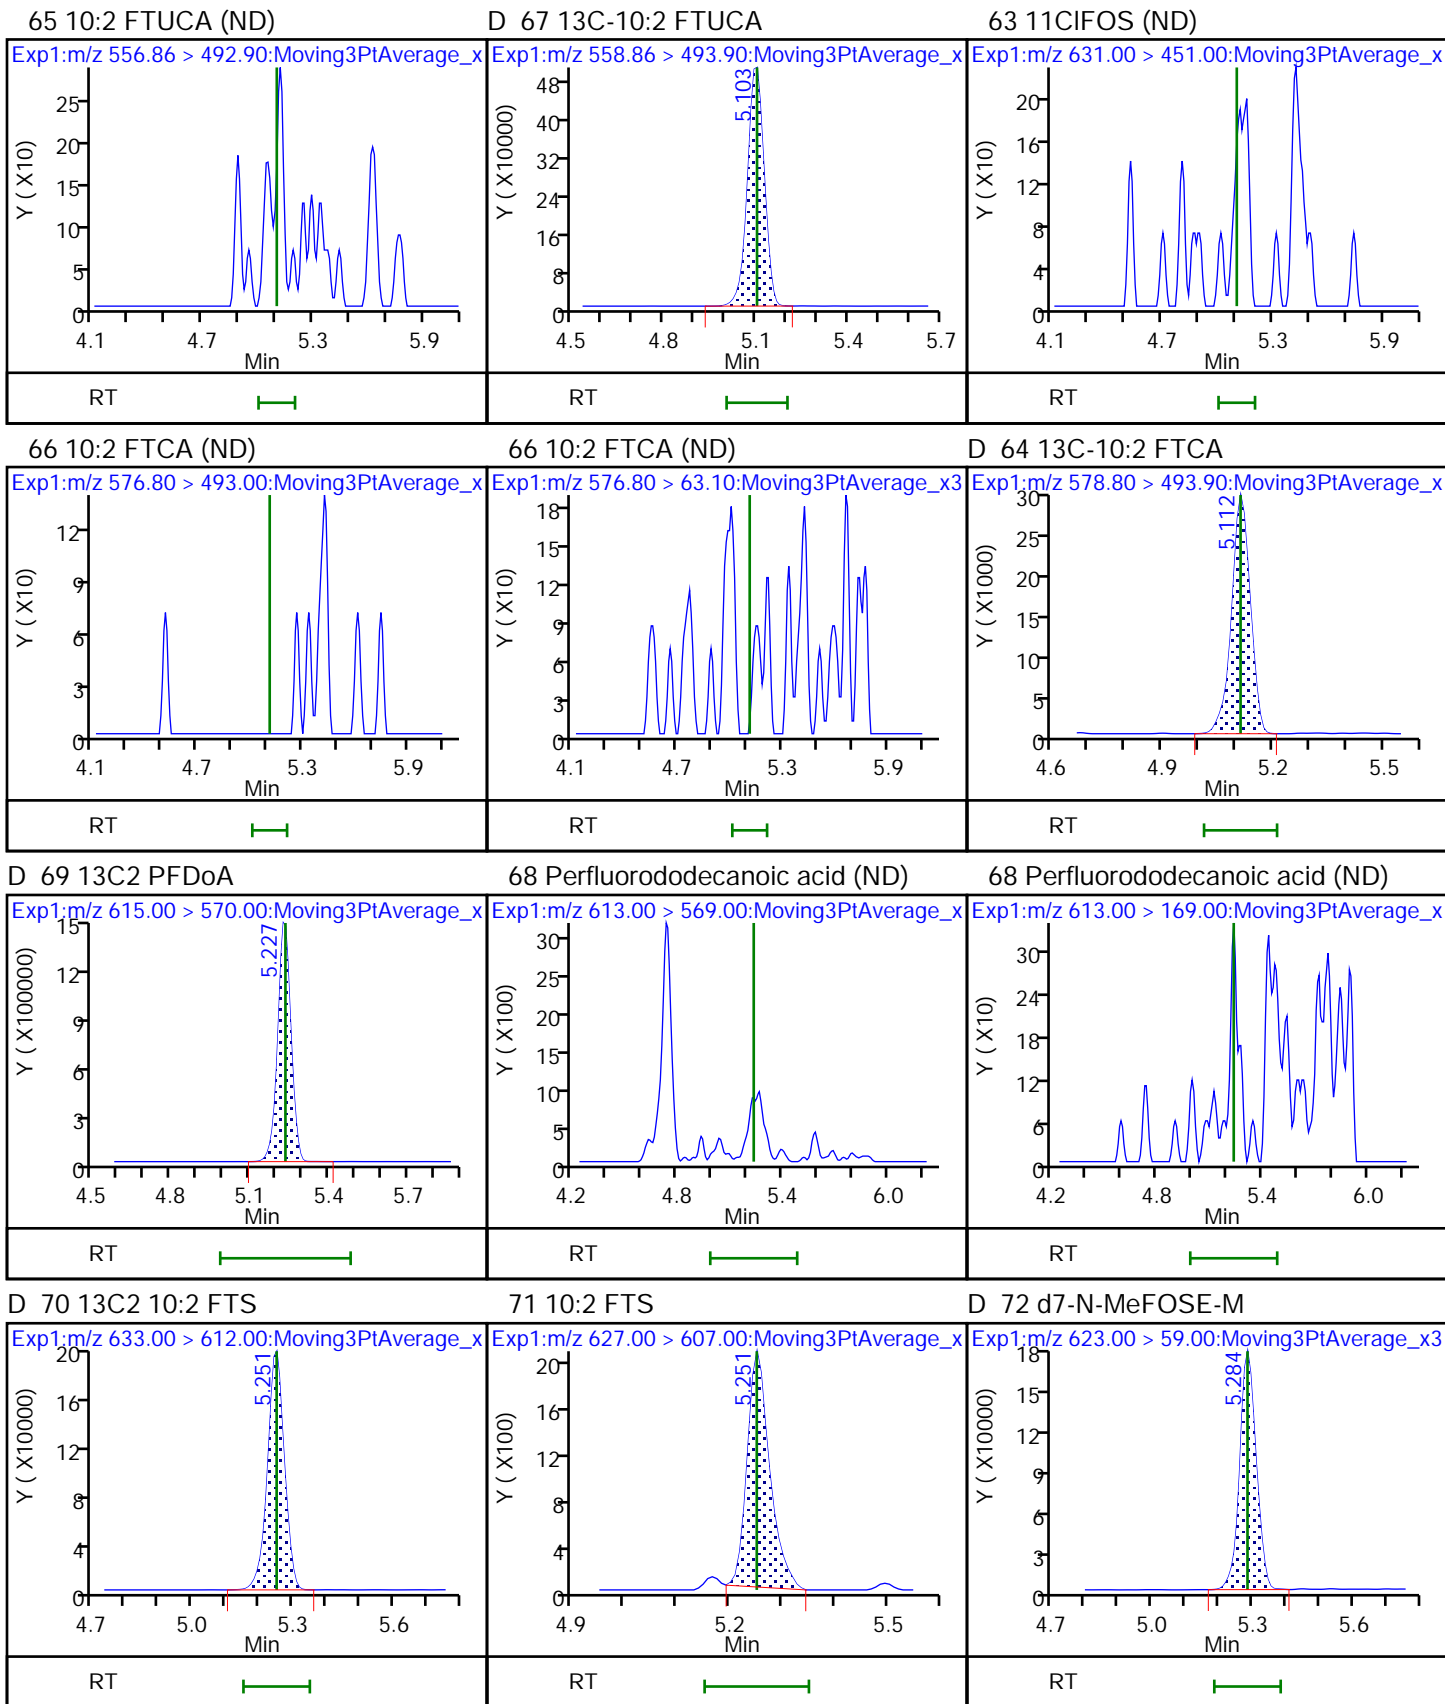 65 10:2 FTUCA (ND)
Exp1:m/z 556.86 > 492.90:Moving3PtAverage_x
Y ( X10)
25
20
15
10
5
0
4.1 4.7 5.3 5.9
Min
RT
D 67 13C-10:2 FTUCA
Exp1:m/z 558.86 > 493.90:Moving3PtAverage_x
5.103
Y ( X10000)
48
40
32
24
16
8
0
4.5 4.8 5.1 5.4 5.7
Min
RT
63 11ClFOS (ND)
Exp1:m/z 631.00 > 451.00:Moving3PtAverage_x
Y ( X10)
20
16
12
8
4
0
4.1 4.7 5.3 5.9
Min
RT
66 10:2 FTCA (ND)
Exp1:m/z 576.80 > 493.00:Moving3PtAverage_x
Y ( X10)
12
9
6
3
0
4.1 4.7 5.3 5.9
Min
RT
66 10:2 FTCA (ND)
Exp1:m/z 576.80 > 63.10:Moving3PtAverage_x3
Y ( X10)
18
15
12
9
6
3
0
4.1 4.7 5.3 5.9
Min
RT
D 64 13C-10:2 FTCA
Exp1:m/z 578.80 > 493.90:Moving3PtAverage_x
5.112
Y ( X1000)
30
25
20
15
10
5
0
4.6 4.9 5.2 5.5
Min
RT
D 69 13C2 PFDoA
Exp1:m/z 615.00 > 570.00:Moving3PtAverage_x
5.227
Y ( X100000)
15
12
9
6
3
0
4.5 4.8 5.1 5.4 5.7
Min
RT
68 Perfluorododecanoic acid (ND)
Exp1:m/z 613.00 > 569.00:Moving3PtAverage_x
Y ( X100)
30
25
20
15
10
5
0
4.2 4.8 5.4 6.0
Min
RT
68 Perfluorododecanoic acid (ND)
Exp1:m/z 613.00 > 169.00:Moving3PtAverage_x
Y ( X10)
30
24
18
12
6
0
4.2 4.8 5.4 6.0
Min
RT
D 70 13C2 10:2 FTS
Exp1:m/z 633.00 > 612.00:Moving3PtAverage_x
5.251
Y ( X10000)
20
16
12
8
4
0
4.7 5.0 5.3 5.6
Min
RT
71 10:2 FTS
Exp1:m/z 627.00 > 607.00:Moving3PtAverage_x
5.251
Y ( X100)
20
16
12
8
4
0
4.9 5.2 5.5
Min
RT
D 72 d7-N-MeFOSE-M
Exp1:m/z 623.00 > 59.00:Moving3PtAverage_x3
5.284
Y ( X10000)
18
15
12
9
6
3
0
4.7 5.0 5.3 5.6
Min
RT